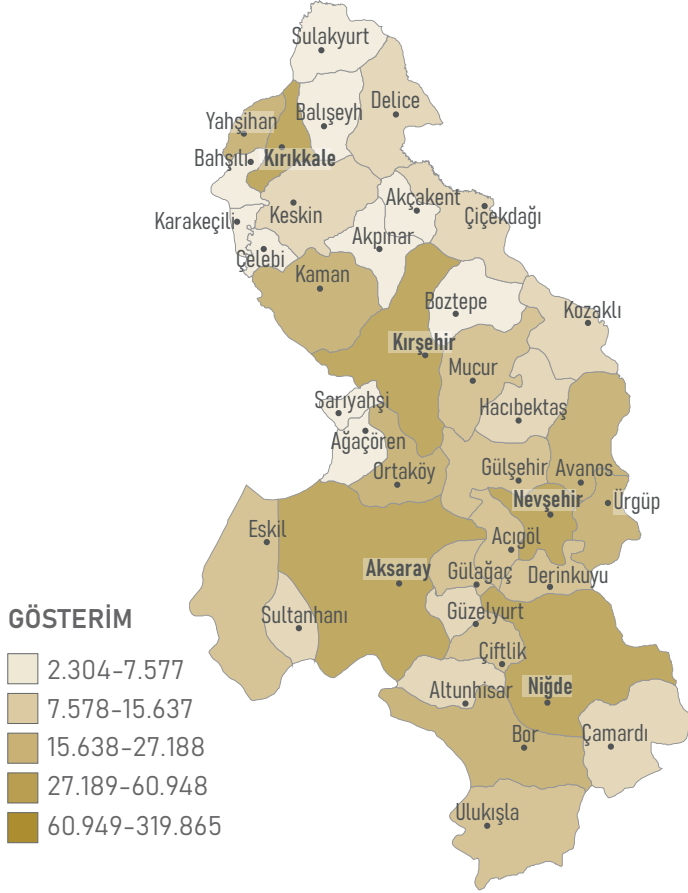 Sulakyurt
Delice
Balışeyh
Yahşihan
Bahşılı
Kırıkkale
Akçakent
Keskin
Çiçekdağı
Karakeçili
Akpınar
Çelebi
Kaman
Boztepe
Kozaklı
Kırşehir
Mucur
Sarıyahşi
Hacıbektaş
Ağaçören
Ortaköy
Gülşehir
Avanos
Nevşehir
Ürgüp
Eskil
Acıgöl
Aksaray
Gülağaç
Derinkuyu
Sultanhanı
Güzelyurt
Çiftlik
Altunhisar
Niğde
Bor
Çamardı
Ulukışla
GÖSTERİM
2.304-7.577
7.578-15.637
15.638-27.188
27.189-60.948
60.949-319.865